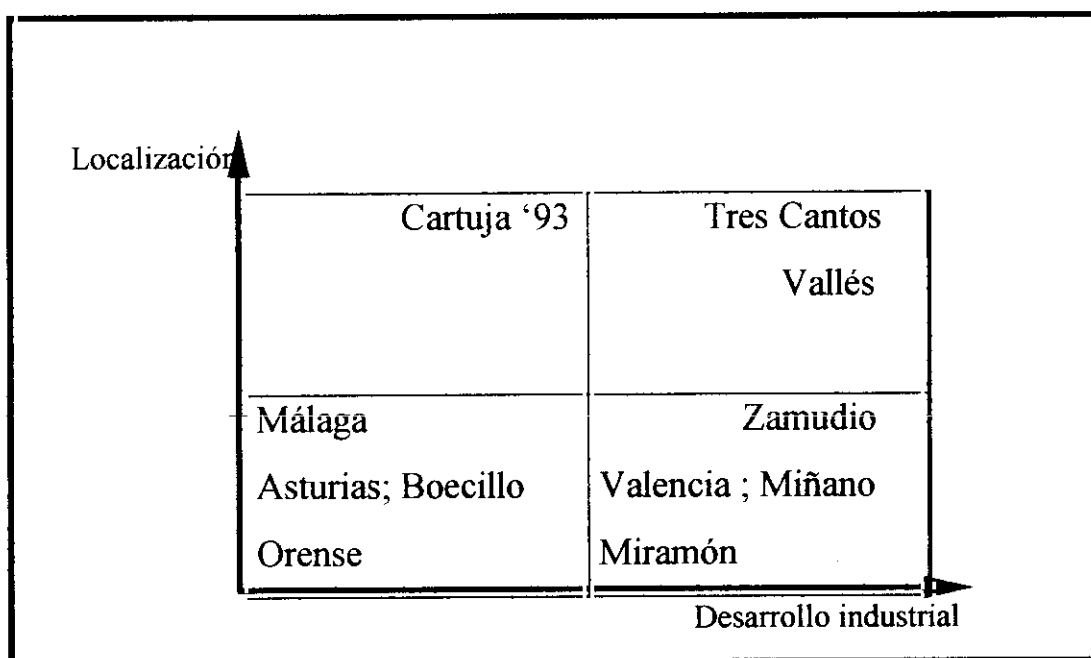 Localización
Cartuja ‘93
Tres Cantos
Vallés
Málaga
Zamudio
Asturias; Boecillo
Valencia ; Miñano
Orense
Miramón
Desarrollo industrial